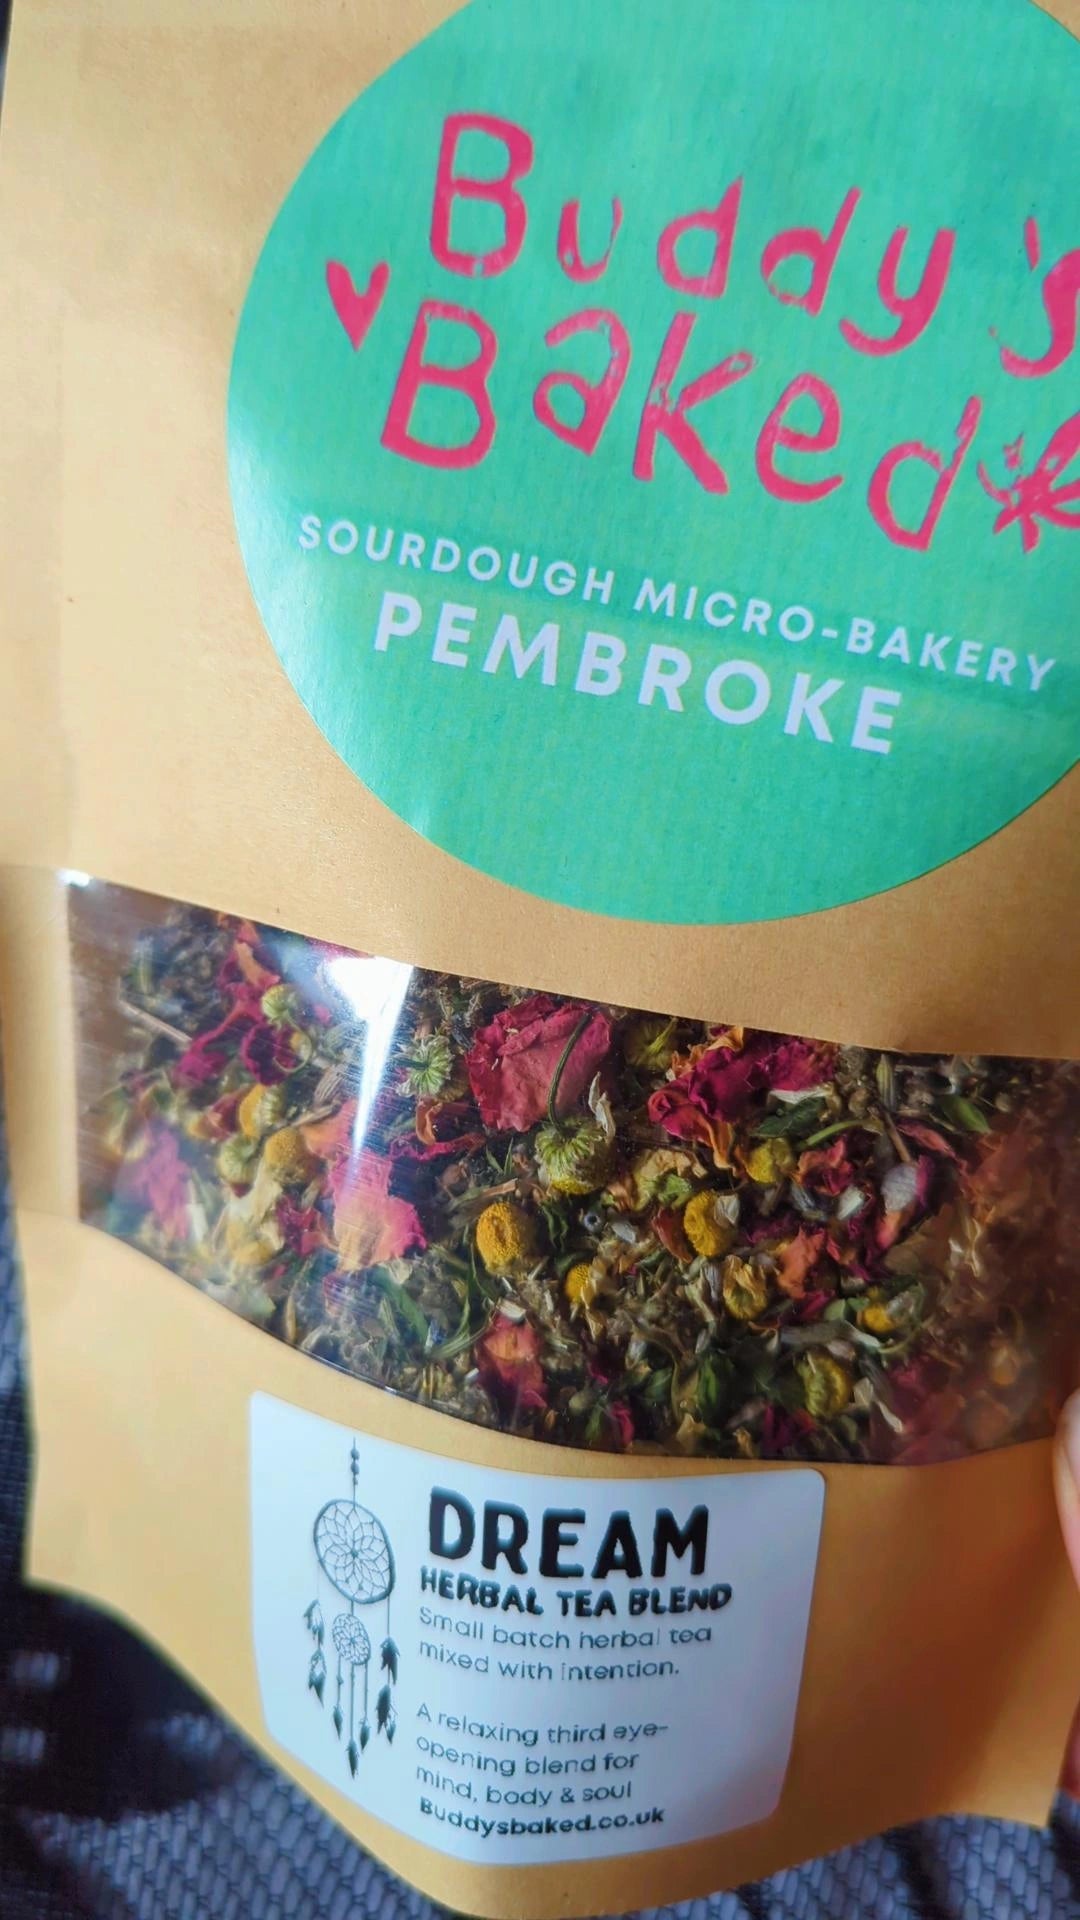 Buddy's
Baked
SOURDOUGH MICRO-BAKERY
PEMBROKE
DREAM
HERBAL TEA BLEND
Small batch herbal tea
mixed with intention.
A relaxing third eye-
opening blend for
mind, body & soul
Buddysbaked.co.uk